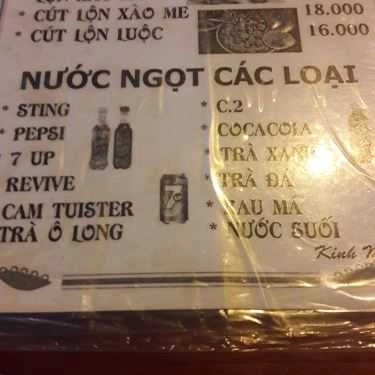 * CÚT LỘN XÀO ME 18.000
* CÚT LỘN LUỘC 16.000
NƯỚC NGỌT CÁC LOẠI
* STING
* PEPSI
* 7 UP
REVIVE
CAM TUISTER
TRÀ Ô LONG
* C.2
* COCACOLA
* TRÀ XANH
* TRÀ ĐÁ
* RAU MÁ
* NƯỚC SUỐI
Kính